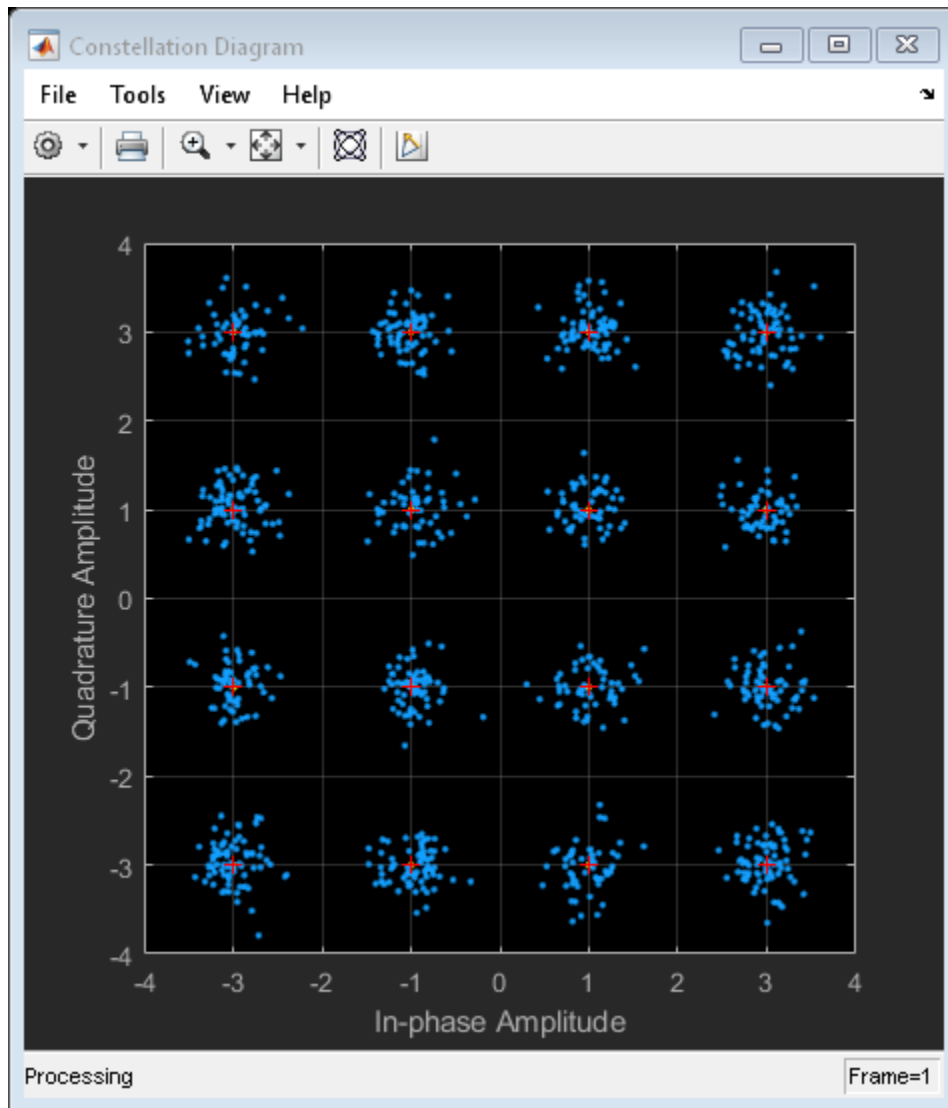 Constellation Diagram
File Tools View Help
4
3
2
1
0
-1
-2
-3
-4
Quadrature Amplitude
-4 -3 -2 -1 0 1 2 3 4
In-phase Amplitude
Processing Frame=1